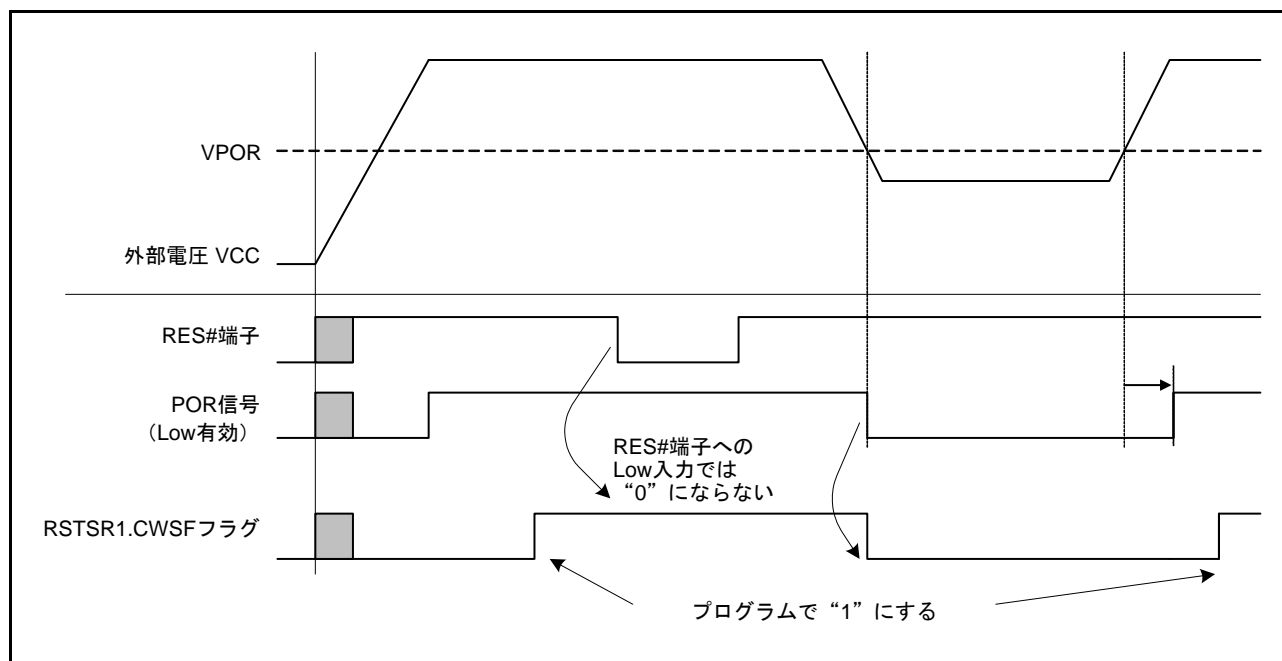 VPOR
外部電圧 VCC
RES#端子
POR信号
（Low有効）
RES#端子への
Low入力では
“0”にならない
RSTSR1.CWSFフラグ
プログラムで“1”にする